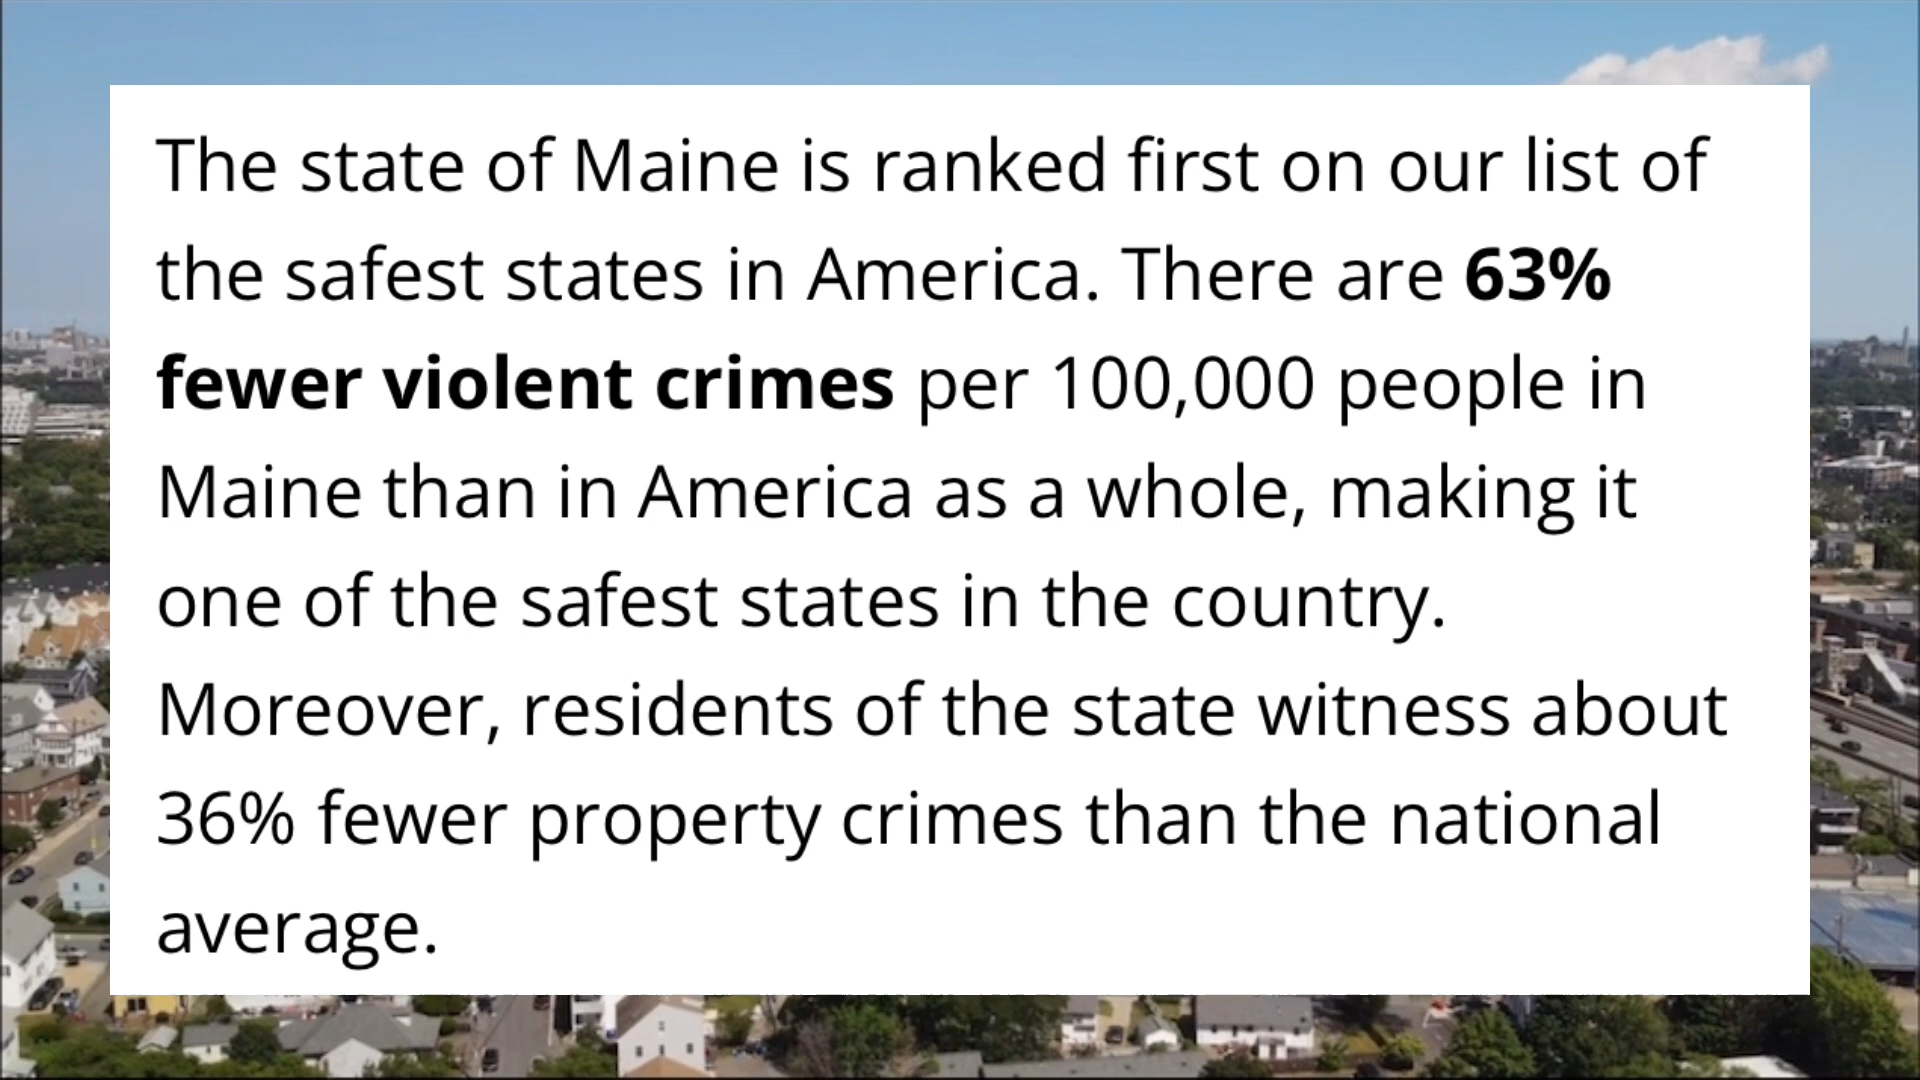 The state of Maine is ranked first on our list of
the safest states in America. There are 63%
fewer violent crimes per 100,000 people in
Maine than in America as a whole, making it
one of the safest states in the country.
Moreover, residents of the state witness about
36% fewer property crimes than the national
average.